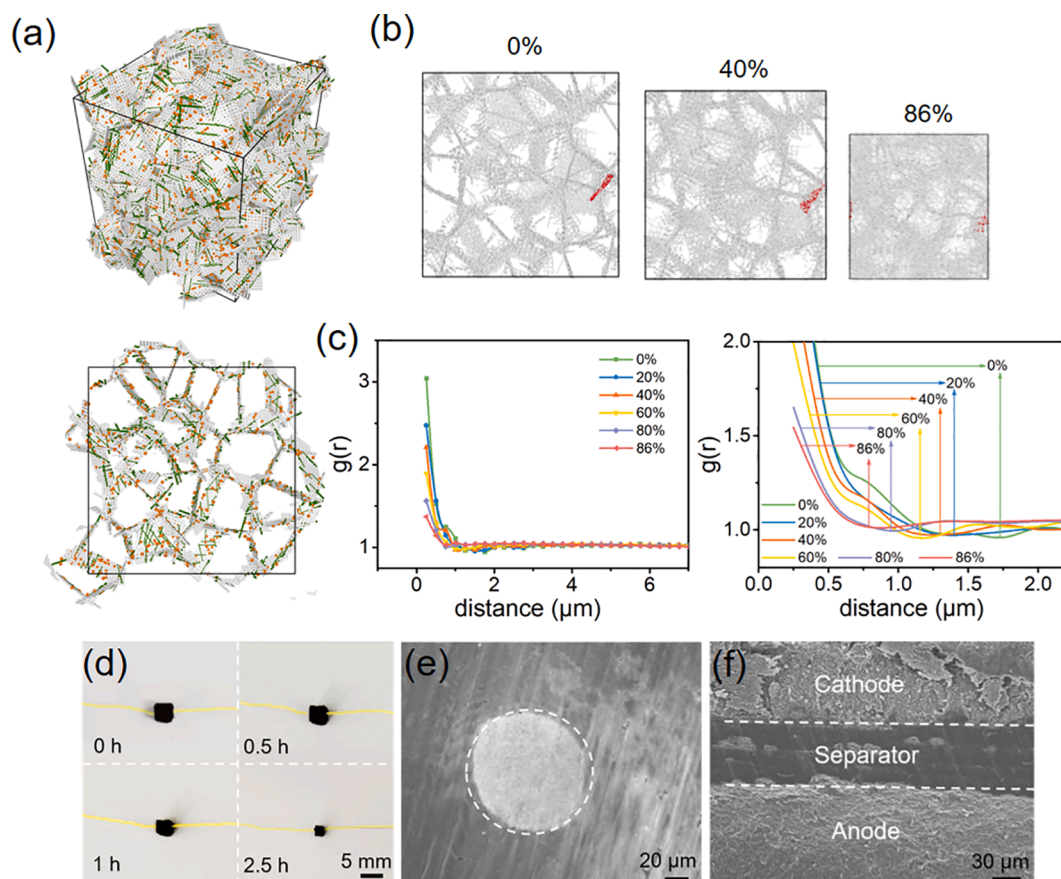 (a)
(b)
0%
40%
86%
(c)
3
2
1
g(r)
0%
20%
40%
60%
80%
86%
0
2
4
6
distance (µm)
2.0
1.5
1.0
g(r)
0%
20%
40%
60%
80%
86%
0%
20%
40%
60%
80%
86%
0.0
0.5
1.0
1.5
2.0
distance (µm)
(d)
0 h
0.5 h
1 h
2.5 h
5 mm
(e)
20 µm
(f)
Cathode
Separator
Anode
30 µm